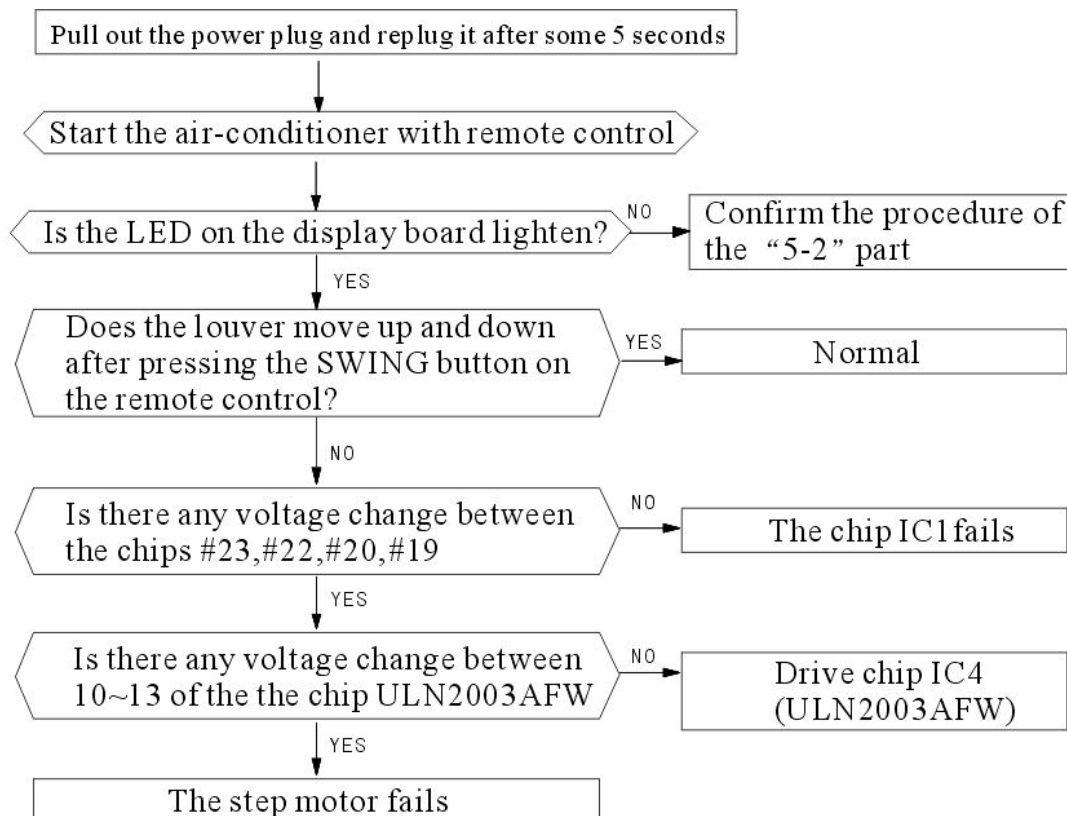 Pull out the power plug and replug it after some 5 seconds
Start the air-conditioner with remote control
Is the LED on the display board lighten?
NO
Confirm the procedure of
the “5-2” part
YES
Does the louver move up and down
after pressing the SWING button on
the remote control?
YES
Normal
NO
Is there any voltage change between
the chips #23,#22,#20,#19
NO
The chip IC1fails
YES
Is there any voltage change between
10~13 of the the chip ULN2003AFW
NO
Drive chip IC4
(ULN2003AFW)
YES
The step motor fails